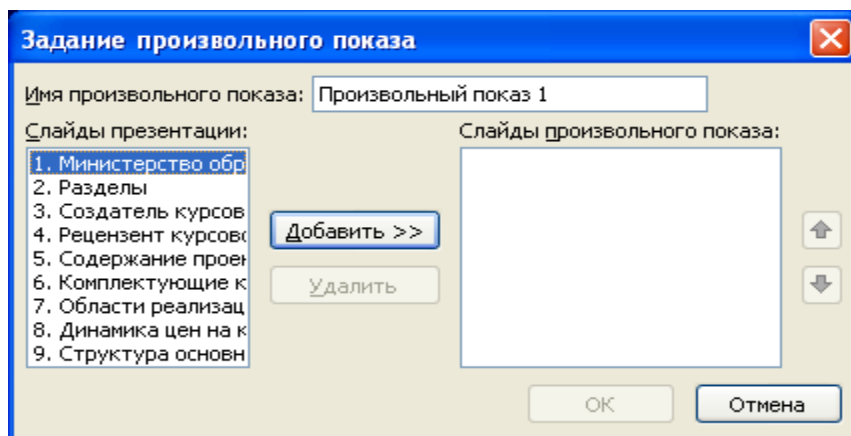 Задание произвольного показа
Имя произвольного показа: Произвольный показ 1
Слайды презентации:
Слайды произвольного показа:
1. Министерство обр
2. Разделы
3. Создатель курсов
4. Рецензент курсово
5. Содержание проек
6. Комплектующие к
7. Области реализац
8. Динамика цен на к
9. Структура основн
Добавить >>
Удалить
ОК
Отмена